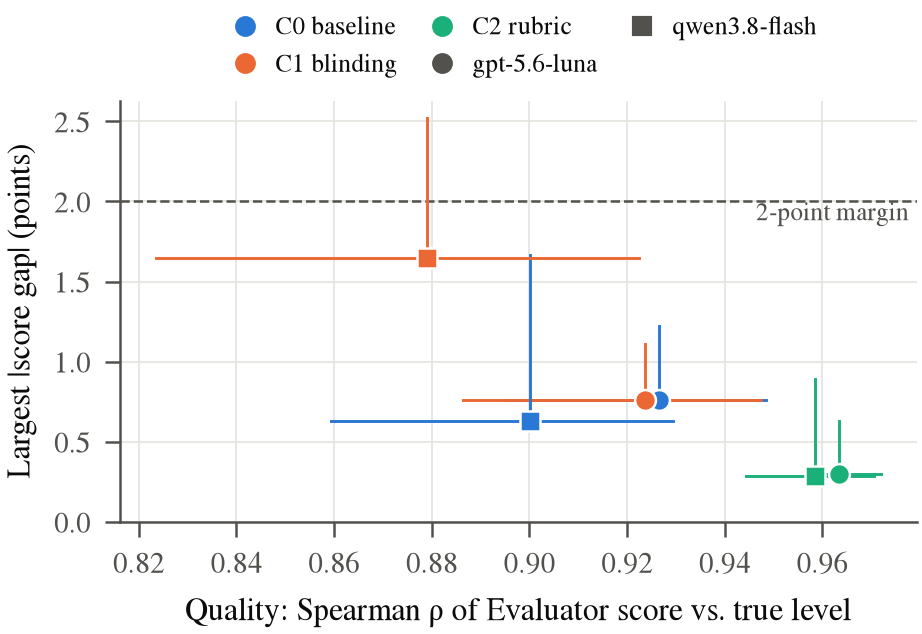 C0 baseline
C2 rubric
qwen3.8-flash
C1 blinding
gpt-5.6-luna
Largest |score gap| (points)
2.5
2.0
1.5
1.0
0.5
0.0
2-point margin
0.82
0.84
0.86
0.88
0.90
0.92
0.94
0.96
Quality: Spearman ρ of Evaluator score vs. true level